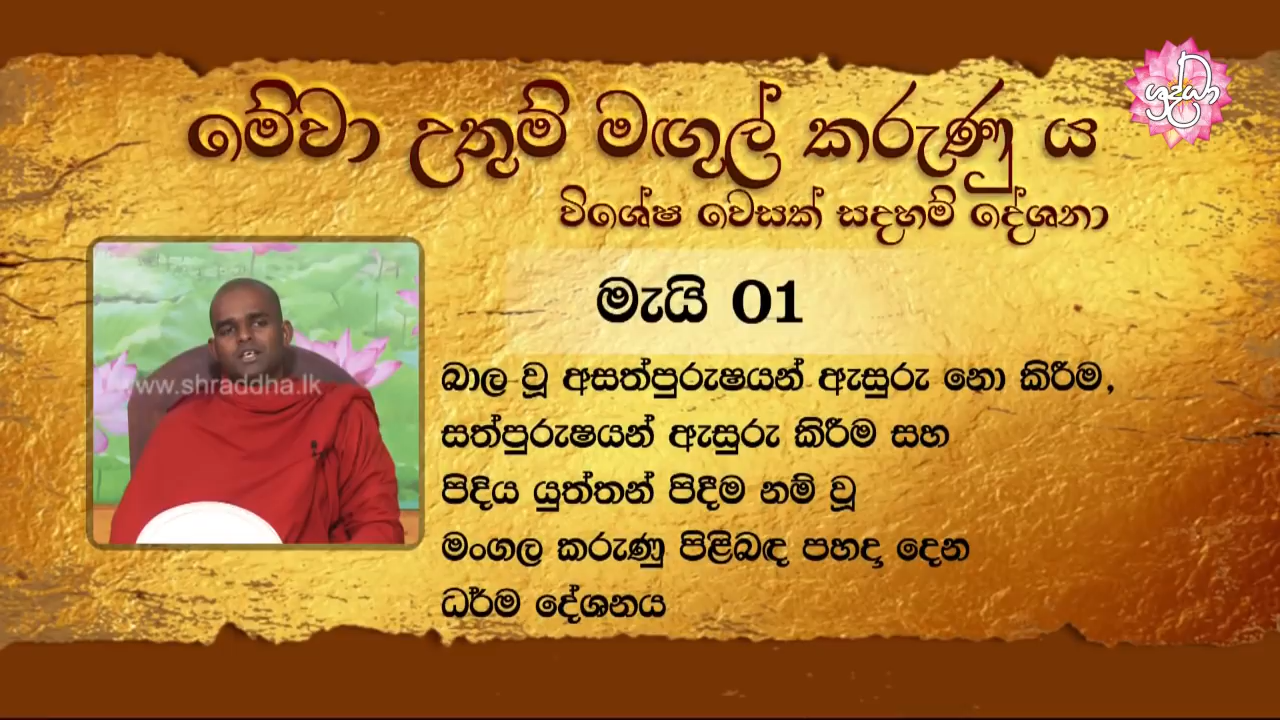 ශ්‍රද්ධා
මේවා උතුම් මඟුල් කරුණු ය
විශේෂ වෙසක් සදහම් දේශනා
මැයි 01
www.shraddha.lk
බාල වූ අසත්පුරුෂයන් ඇසුරු නො කිරීම,
සත්පුරුෂයන් ඇසුරු කිරීම සහ
පිදිය යුත්තන් පිදීම නම් වූ
මංගල කරුණු පිළිබඳ පහදා දෙන
ධර්ම දේශනය